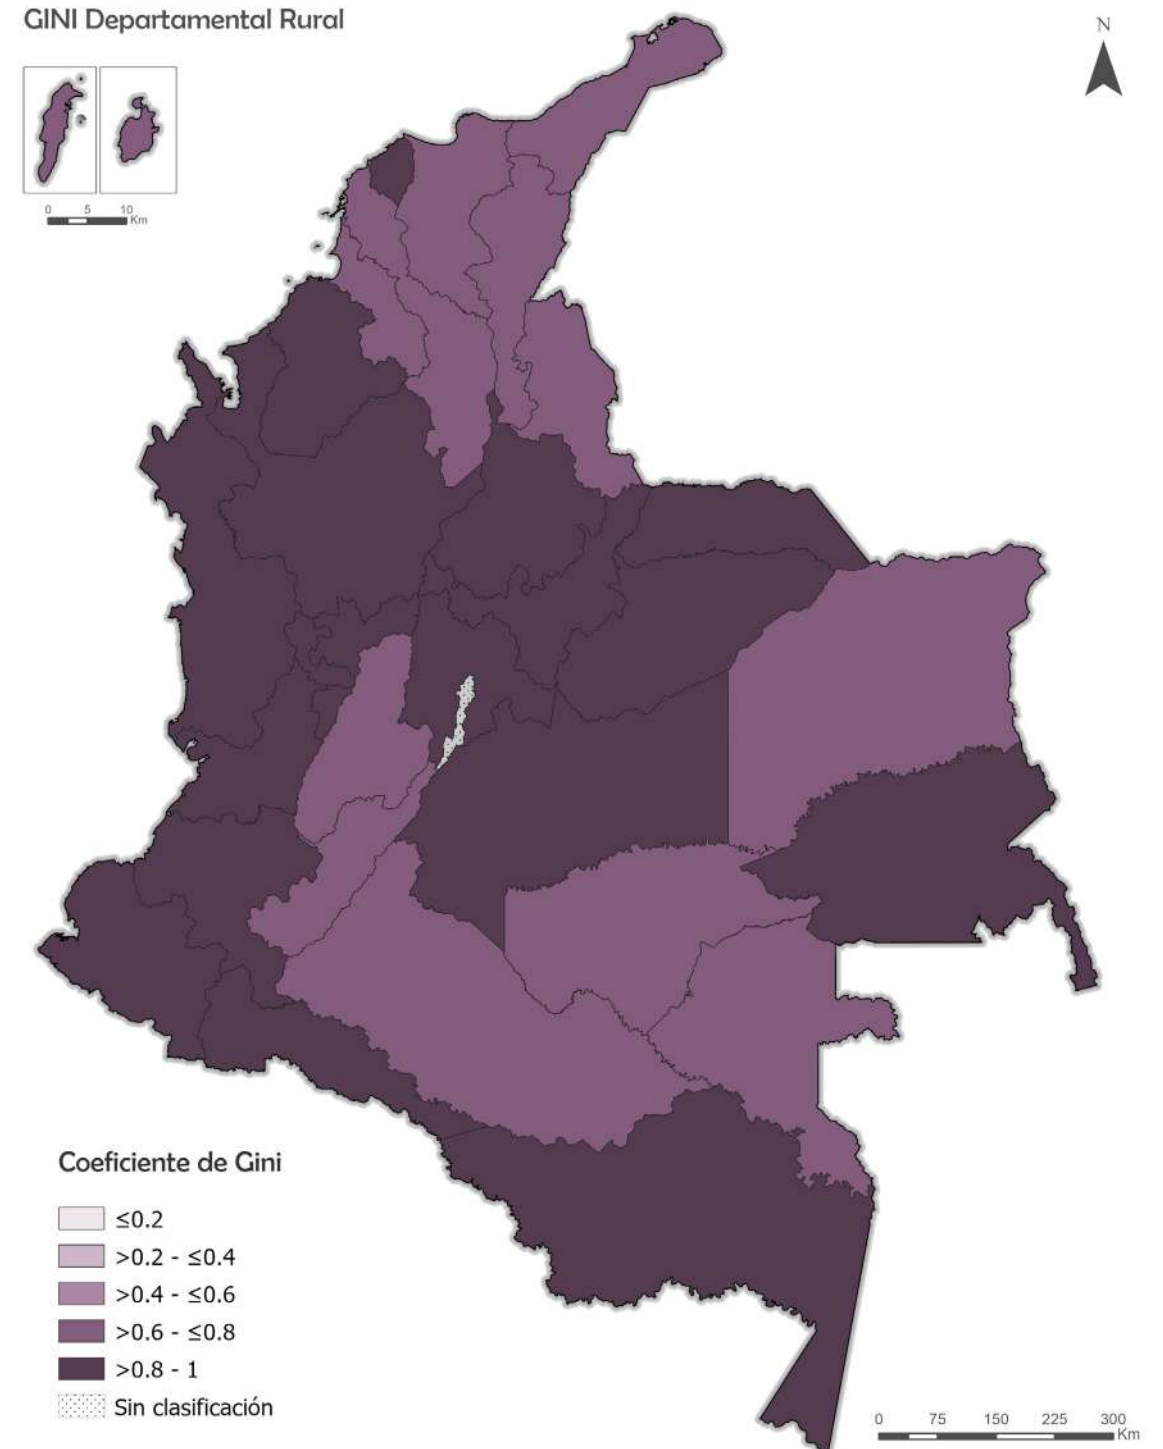 GINI Departamental Rural
N
0 5 10
Km
Coeficiente de Gini
≤0.2
>0.2 - ≤0.4
>0.4 - ≤0.6
>0.6 - ≤0.8
>0.8 - 1
Sin clasificación
0 75 150 225 300
Km